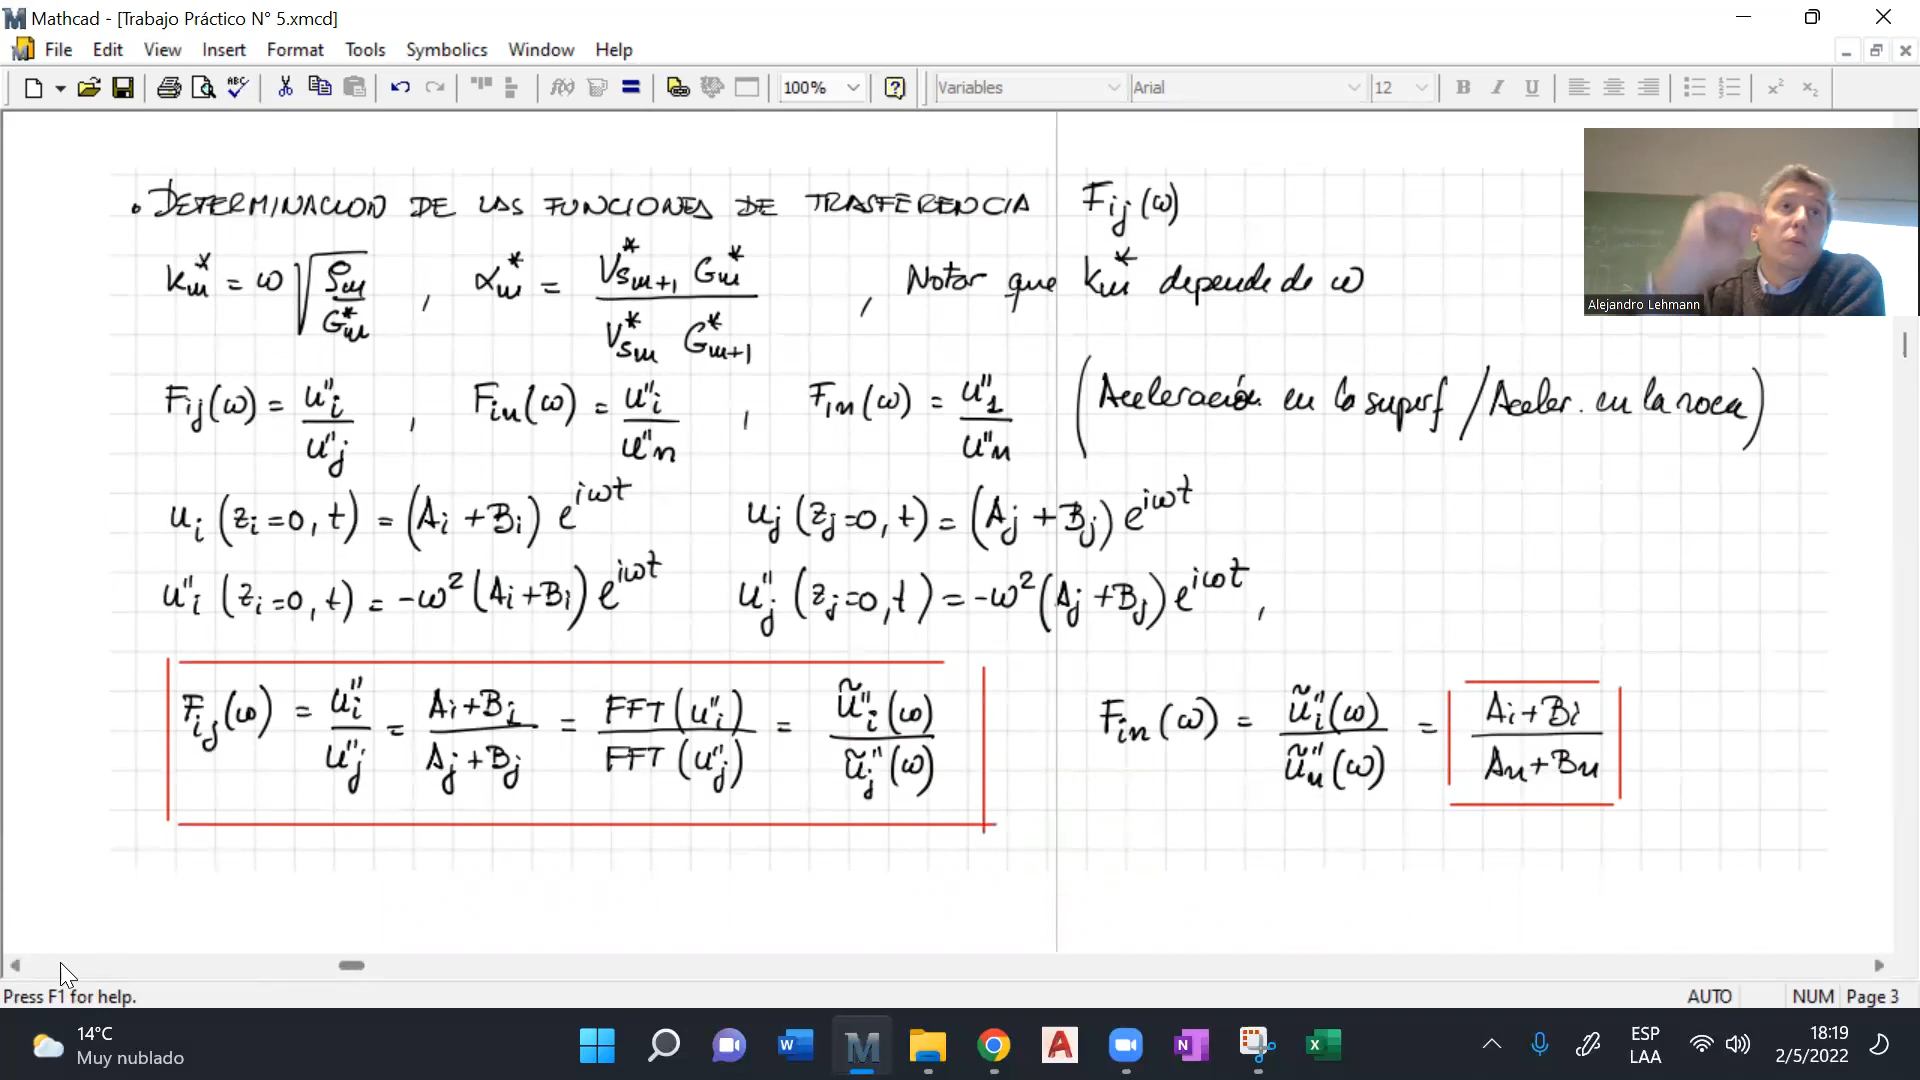 Mathcad - [Trabajo Práctico N° 5.xmcd]
File Edit View Insert Format Tools Symbolics Window Help
100% Variables Arial 12 B I U
• DETERMINACION DE LAS FUNCIONES DE TRASFERENCIA Fij(ω)
km* = ω √(ρm / Gm*) , αm* = (Vsm+1* Gm*) / (Vsm* Gm+1*) , Notar que km* depende de ω
Fij(ω) = u"i / u"j , Fin(ω) = u"i / u"n , F1n(ω) = u"1 / u"n (Aceleración en la superf / Aceler. en la roca)
ui (zi=0, t) = (Ai + Bi) e^iωt uj (zj=0, t) = (Aj + Bj) e^iωt
u"i (zi=0, t) = -ω² (Ai + Bi) e^iωt u"j (zj=0, t) = -ω² (Aj + Bj) e^iωt ,
Fij(ω) = u"i / u"j = (Ai + Bi) / (Aj + Bj) = FFT(u"i) / FFT(u"j) = ũ"i(ω) / ũ"j(ω) Fin(ω) = ũ"i(ω) / ũ"n(ω) = (Ai + Bi) / (An + Bn)
Alejandro Lehmann
Press F1 for help. AUTO NUM Page 3
14°C
Muy nublado
ESP
LAA
18:19
2/5/2022